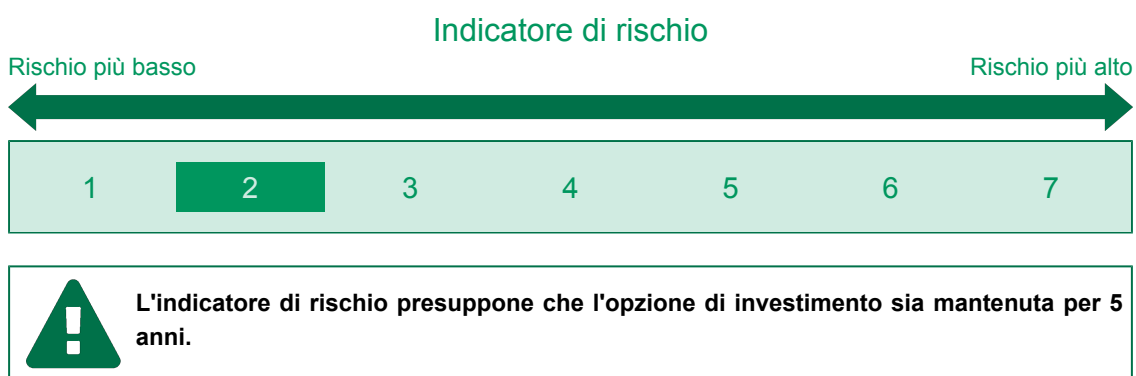 Indicatore di rischio
Rischio più basso Rischio più alto
1 2 3 4 5 6 7
L'indicatore di rischio presuppone che l'opzione di investimento sia mantenuta per 5
anni.